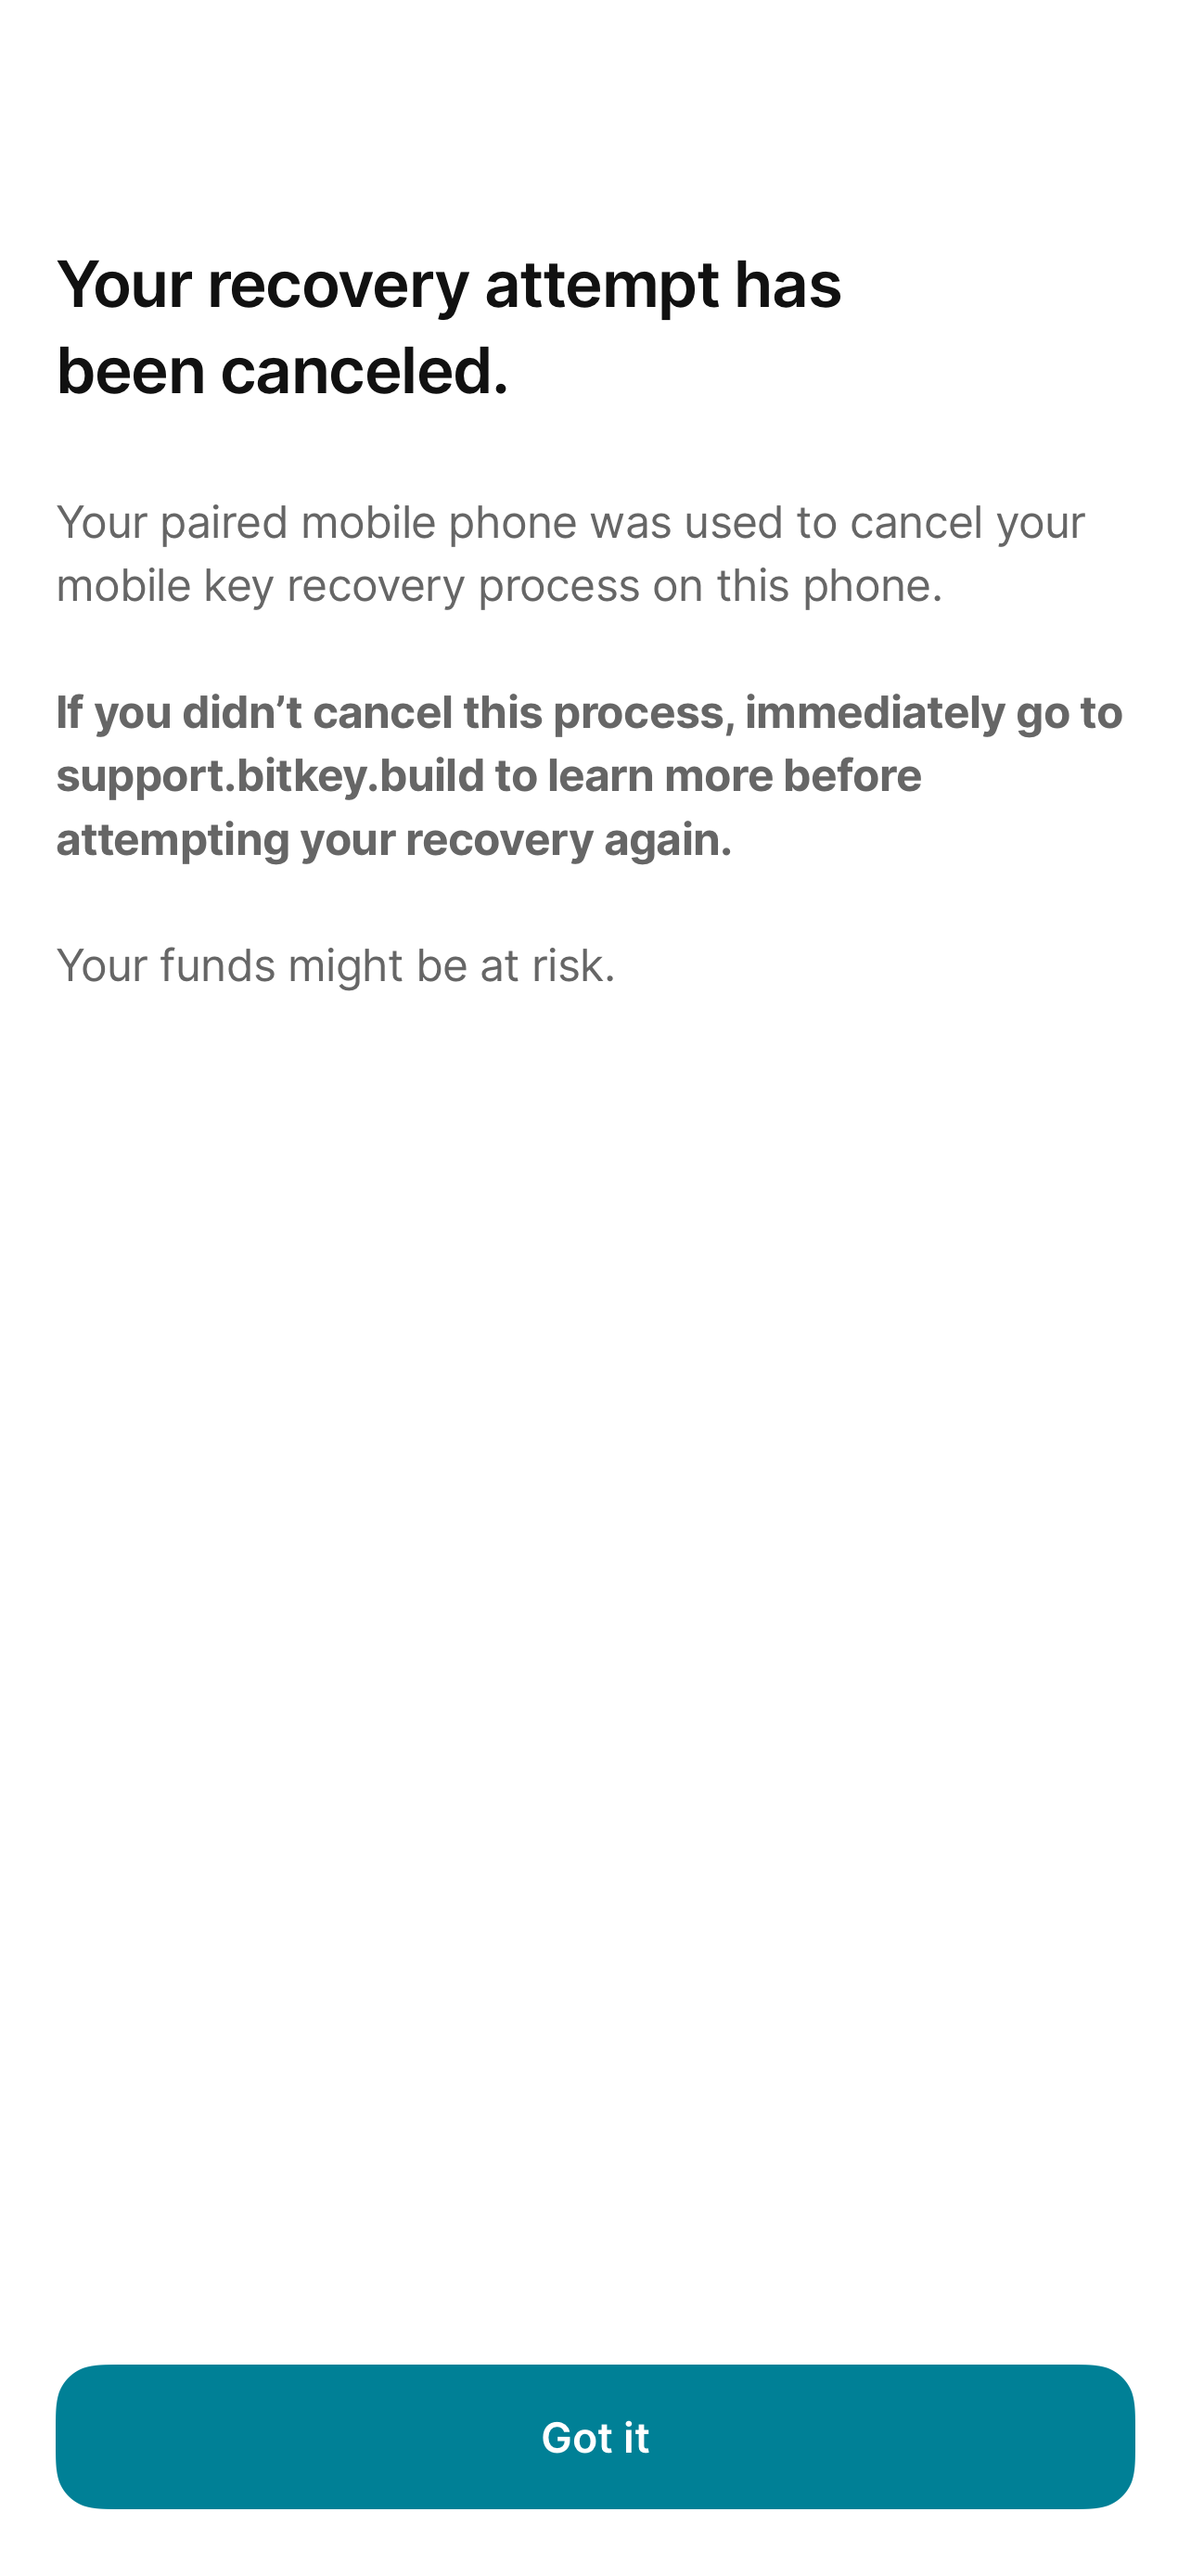 Your recovery attempt has
been canceled.
Your paired mobile phone was used to cancel your
mobile key recovery process on this phone.
If you didn’t cancel this process, immediately go to
support.bitkey.build to learn more before
attempting your recovery again.
Your funds might be at risk.
Got it